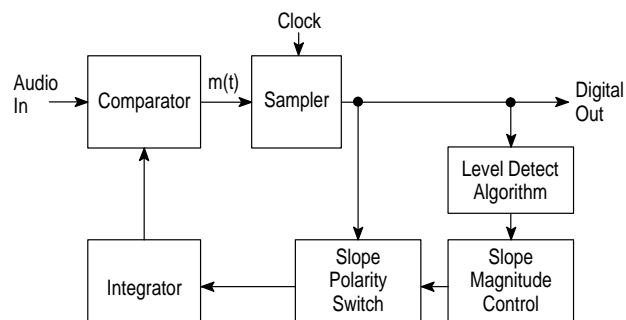 Clock
Audio
In
Comparator
m(t)
Sampler
Digital
Out
Level Detect
Algorithm
Integrator
Slope
Polarity
Switch
Slope
Magnitude
Control